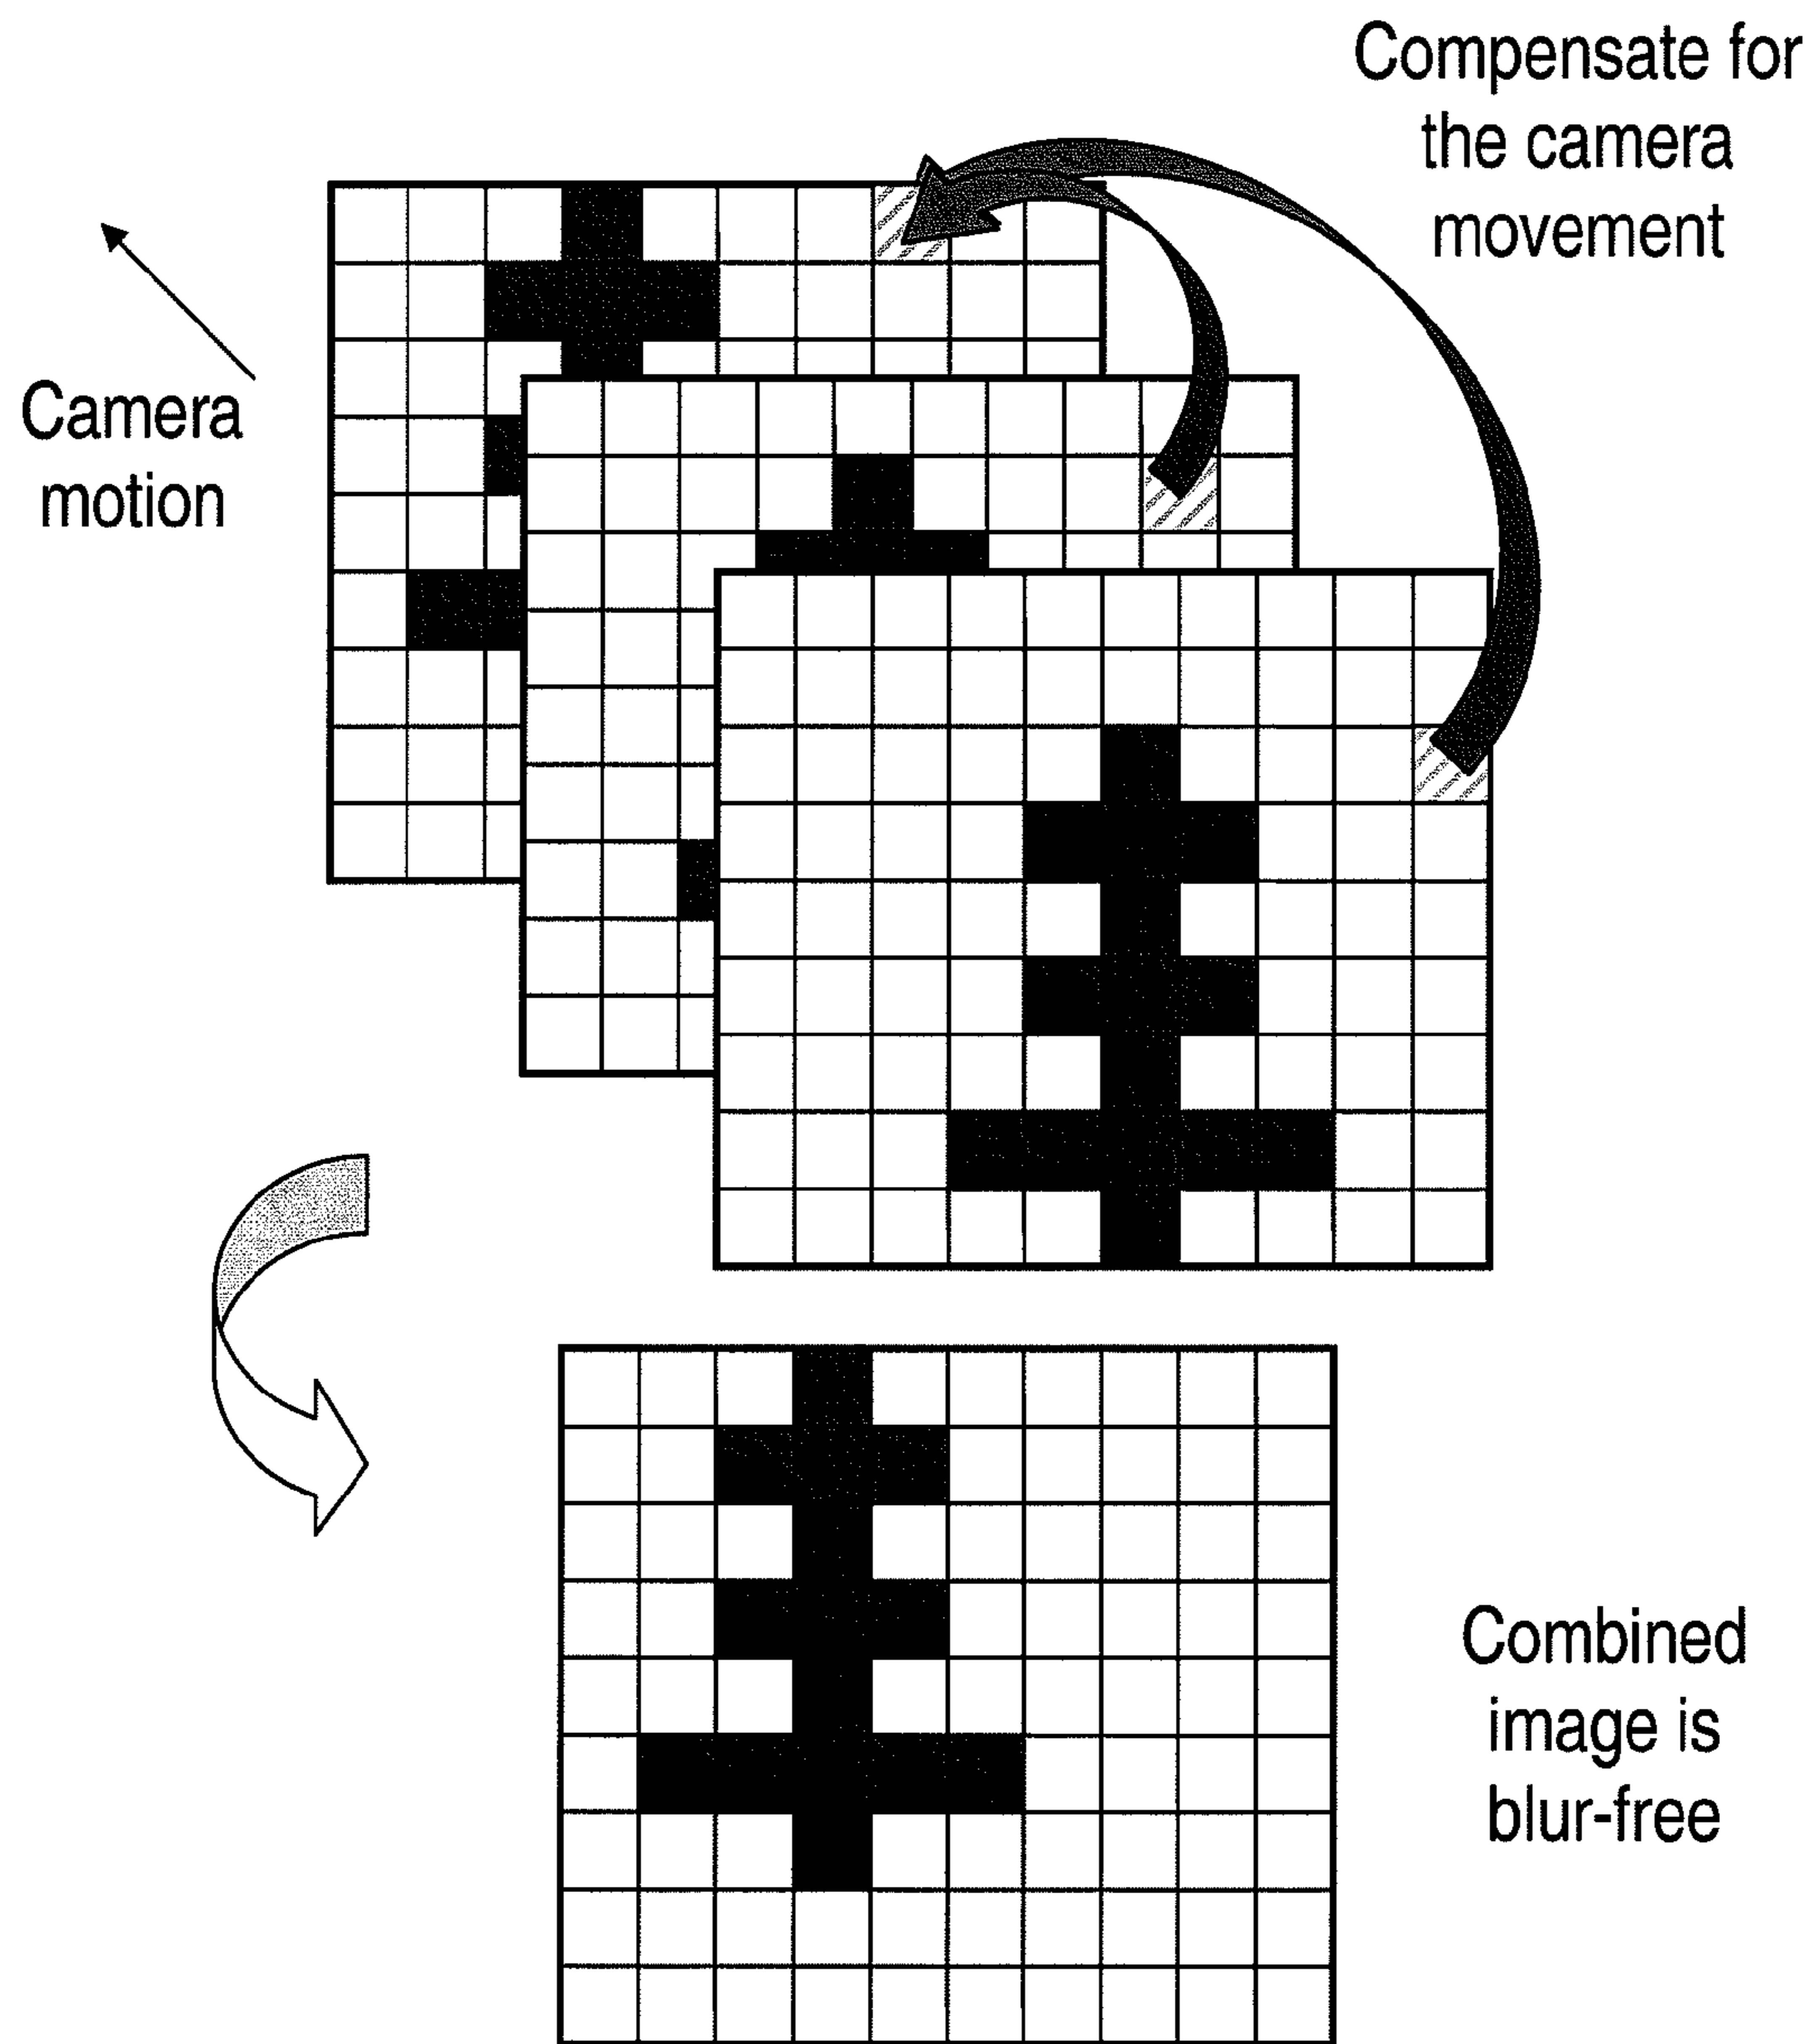 Compensate for
the camera
movement
Camera
motion
Combined
image is
blur-free